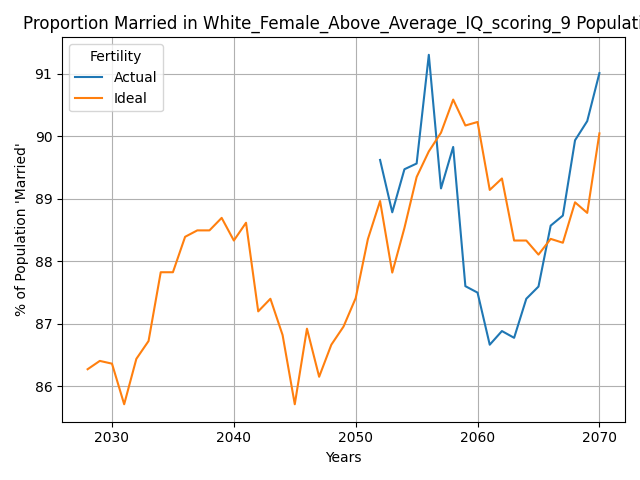 Proportion Married in White_Female_Above_Average_IQ_scoring_9 Populati
Fertility
Actual
Ideal
% of Population 'Married'
91
90
89
88
87
86
2030
2040
2050
2060
2070
Years